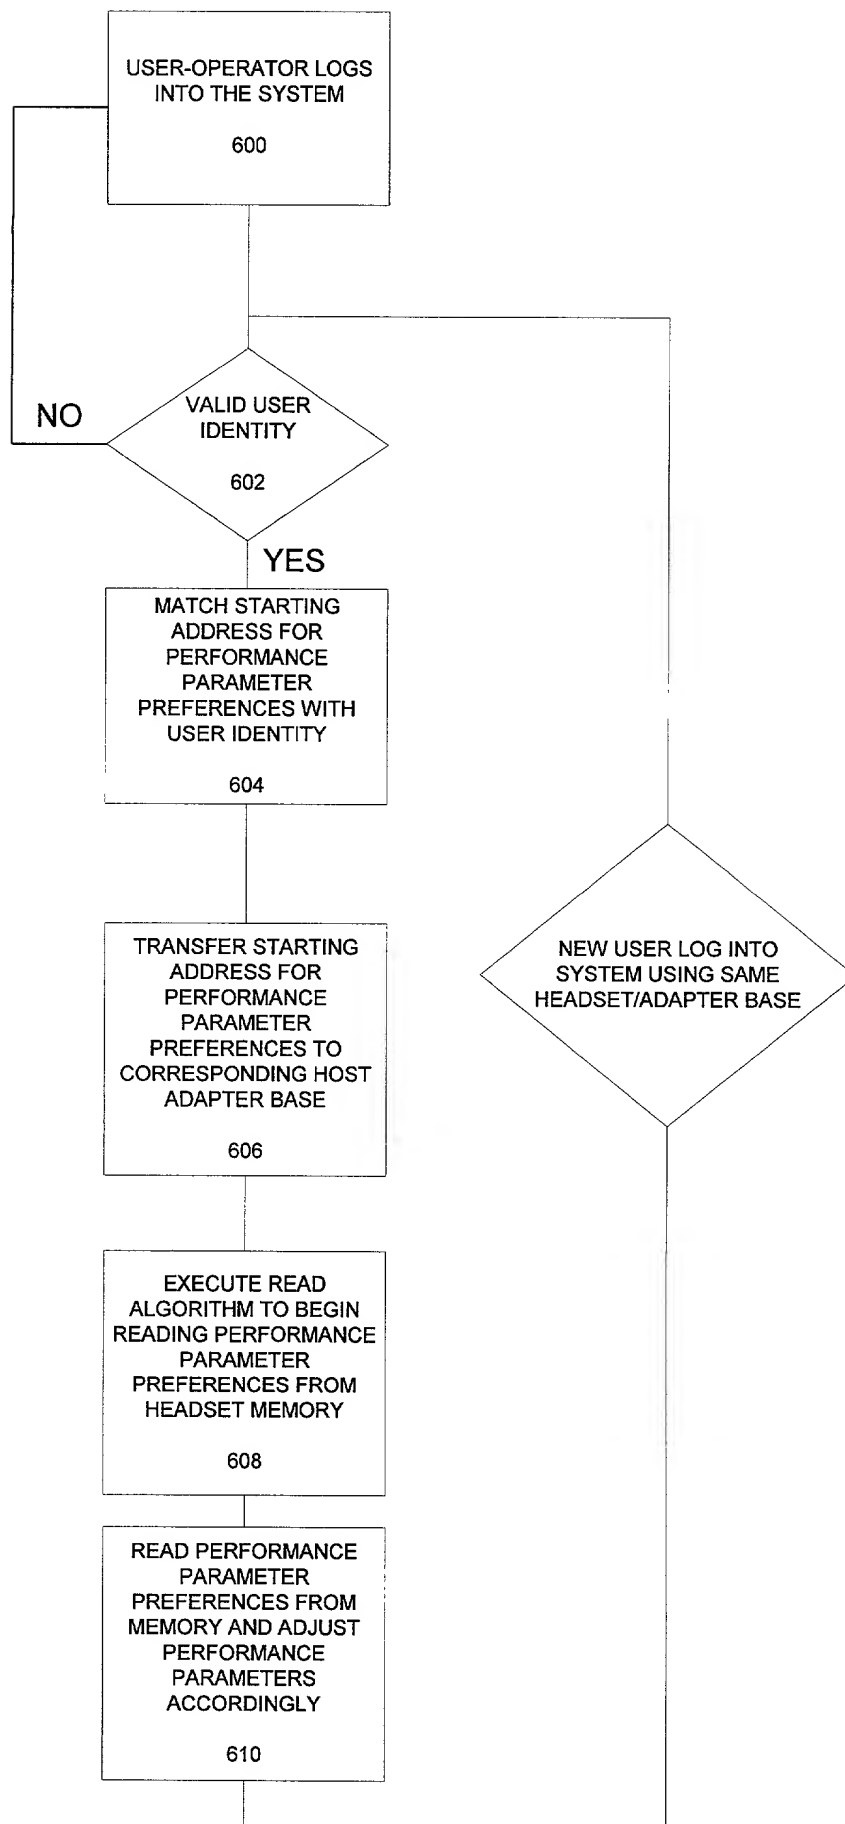 USER-OPERATOR LOGS
INTO THE SYSTEM
600
NO
VALID USER
IDENTITY
602
YES
MATCH STARTING
ADDRESS FOR
PERFORMANCE
PARAMETER
PREFERENCES WITH
USER IDENTITY
604
TRANSFER STARTING
ADDRESS FOR
PERFORMANCE
PARAMETER
PREFERENCES TO
CORRESPONDING HOST
ADAPTER BASE
606
NEW USER LOG INTO
SYSTEM USING SAME
HEADSET/ADAPTER BASE
EXECUTE READ
ALGORITHM TO BEGIN
READING PERFORMANCE
PARAMETER
PREFERENCES FROM
HEADSET MEMORY
608
READ PERFORMANCE
PARAMETER
PREFERENCES FROM
MEMORY AND ADJUST
PERFORMANCE
PARAMETERS
ACCORDINGLY
610